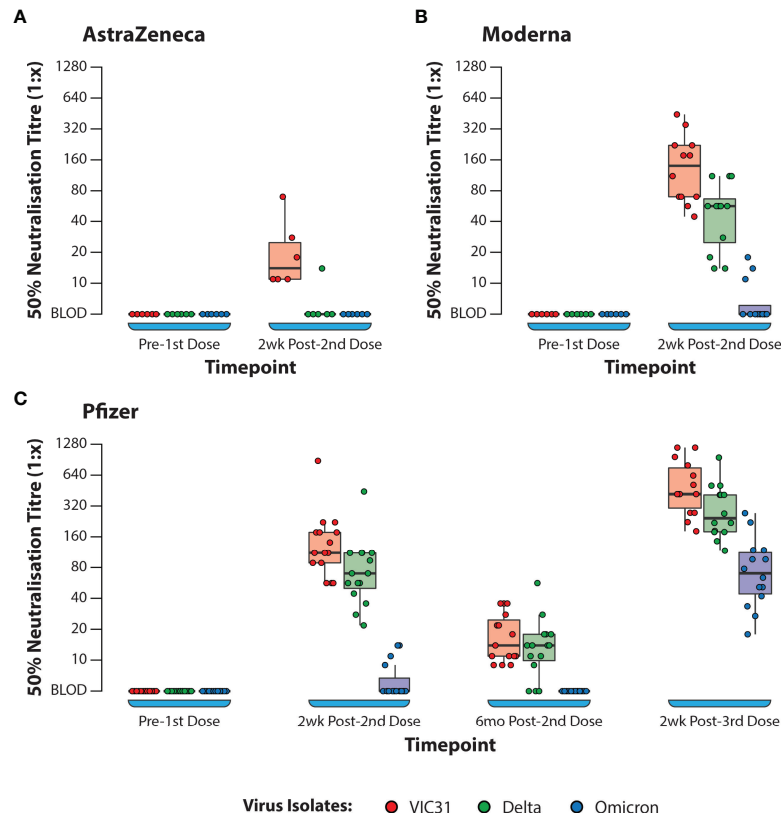 A
AstraZeneca
50% Neutralisation Titre (1:x)
1280
640
320
160
80
40
20
10
BLOD
Pre-1st Dose 2wk Post-2nd Dose
Timepoint
B
Moderna
50% Neutralisation Titre (1:x)
1280
640
320
160
80
40
20
10
BLOD
Pre-1st Dose 2wk Post-2nd Dose
Timepoint
C
Pfizer
50% Neutralisation Titre (1:x)
1280
640
320
160
80
40
20
10
BLOD
Pre-1st Dose 2wk Post-2nd Dose 6mo Post-2nd Dose 2wk Post-3rd Dose
Timepoint
Virus Isolates: VIC31 Delta Omicron